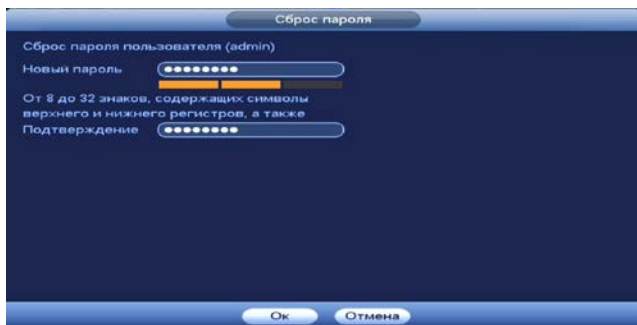 Сброс пароля
Сброс пароля пользователя (admin)
Новый пароль ●●●●●●●●
От 8 до 32 знаков, содержащих символы
верхнего и нижнего регистров, а также
Подтверждение ●●●●●●●●
Ок Отмена